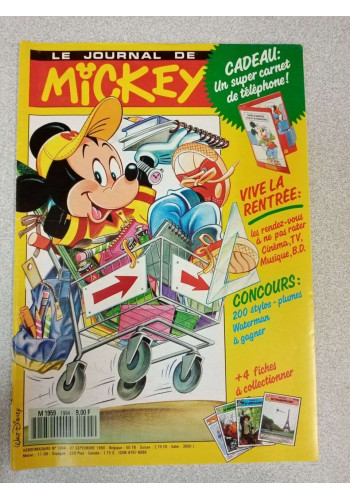 LE JOURNAL DE
MiCKEY
CADEAU:
Un super carnet
de téléphone!
VIVE LA
RENTRÉE:
les rendez-vous
à ne pas rater
Cinéma, TV,
Musique, B.D.
CONCOURS:
200 stylos-plumes
Waterman
à gagner
+4 fiches
à collectionner
M 1959
8,00 F
Walt Disney